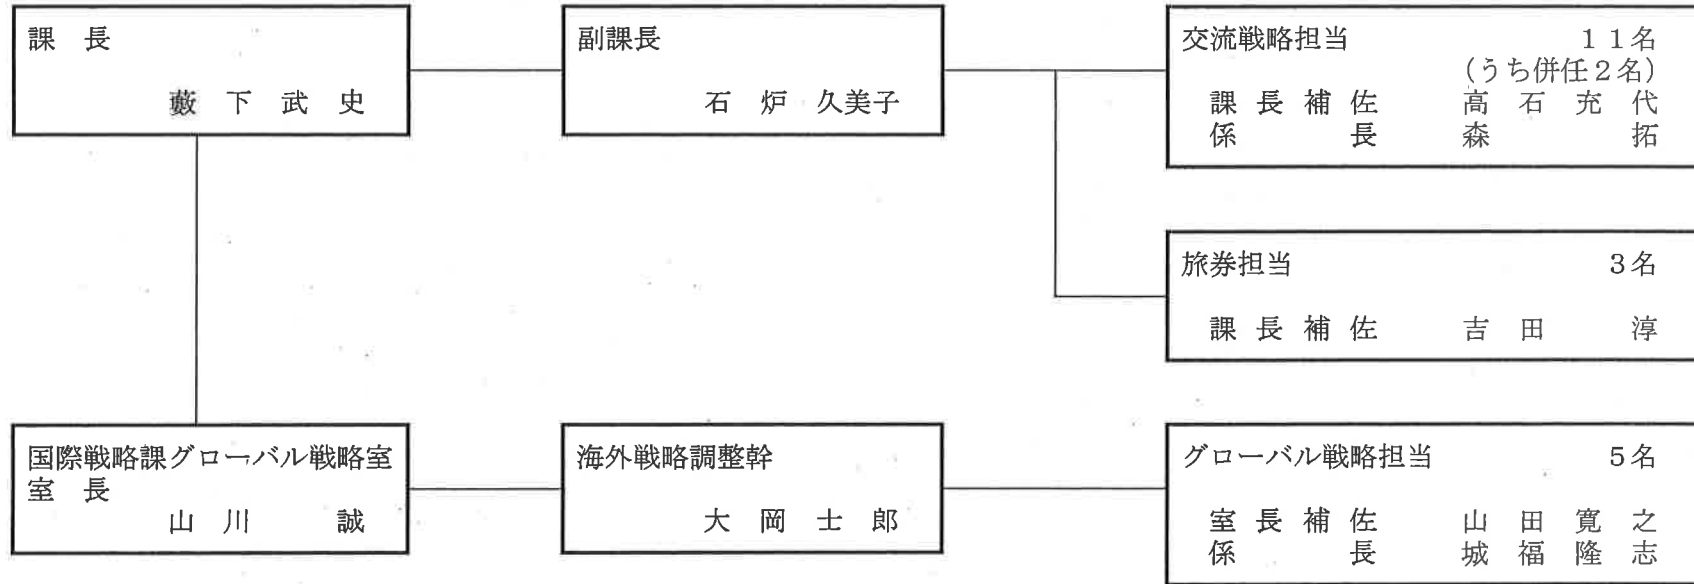 課　長
藪　下　武　史
副課長
石　炉　久美子
交流戦略担当　　　１１名
（うち併任２名）
課　長　補　佐　　高　石　充　代
係　　　　　長　　森　　　　　拓
旅券担当　　　３名
課　長　補　佐　　吉　田　　　淳
国際戦略課グローバル戦略室
室　長
山　川　　　誠
海外戦略調整幹
大　岡　士　郎
グローバル戦略担当　　　５名
室　長　補　佐　　山　田　寛　之
係　　　　　長　　城　福　隆　志